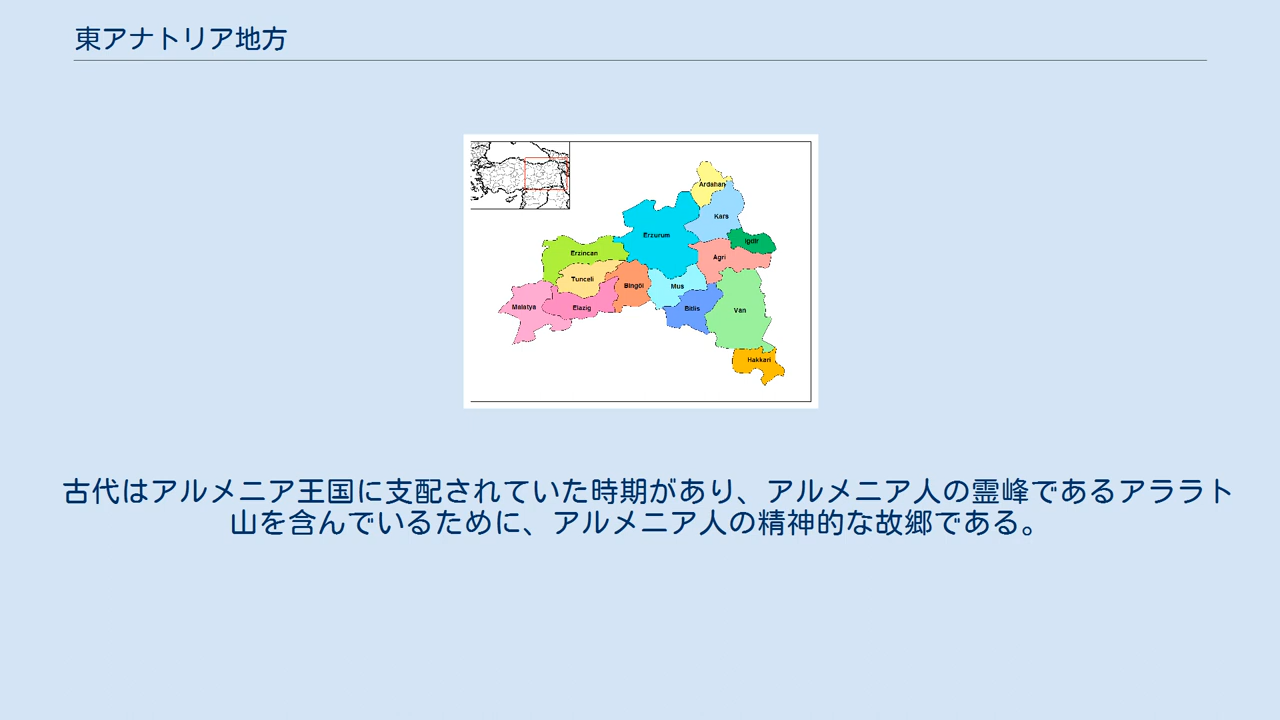 東アナトリア地方
Ardahan
Kars
Erzurum
Igdir
Erzincan
Agri
Tunceli
Bingöl
Mus
Malatya
Elazig
Bitlis
Van
Hakkari
古代はアルメニア王国に支配されていた時期があり、アルメニア人の霊峰であるアララト
山を含んでいるために、アルメニア人の精神的な故郷である。